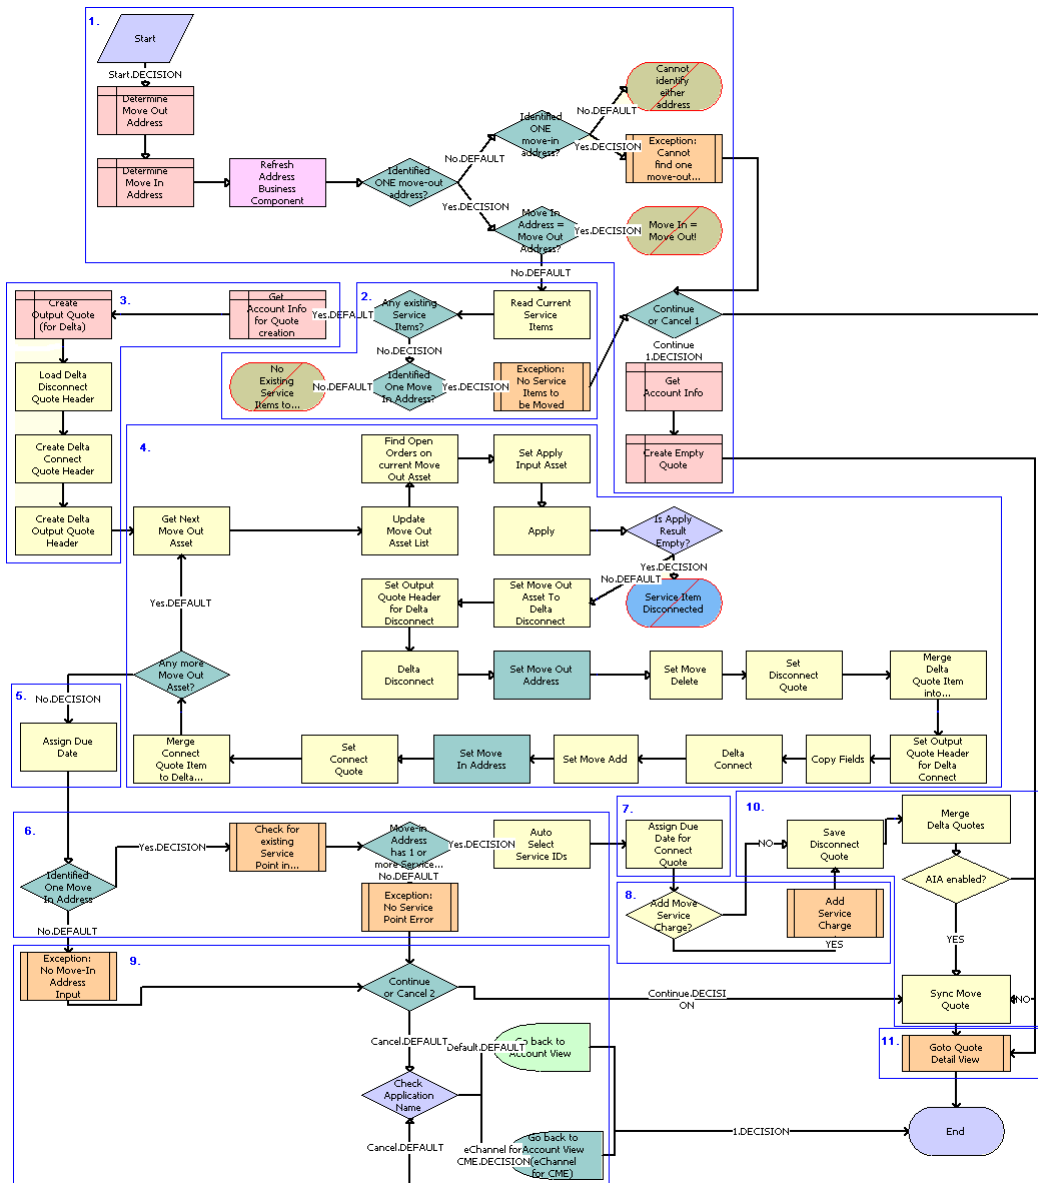 1.
Start
Start.DECISION
Determine
Move Out
Address
Determine
Move In
Address
Refresh
Address
Business
Component
Identified
ONE move-out
address?
No.DEFAULT
Yes.DECISION
Identified
ONE
move-in
address?
No.DEFAULT
Yes.DECISION
Cannot
identify
either
address
Exception:
Cannot
find one
move-out...
Move In
Address =
Move Out
Address?
Yes.DECISION
Move In =
Move Out!
No.DEFAULT
2.
Read Current
Service
Items
Any existing
Service
Items?
Yes.DEFAULT
No.DECISION
Identified
One Move
In Address?
No.DEFAULT
Yes.DECISION
No
Existing
Service
Items to...
Exception:
No Service
Items to
be Moved
Continue
or Cancel 1
Continue
1.DECISION
Get
Account Info
Create Empty
Quote
3.
Get
Account Info
for Quote
creation
Create
Output Quote
(for Delta)
Load Delta
Disconnect
Quote Header
Create Delta
Connect
Quote Header
Create Delta
Output Quote
Header
4.
Get Next
Move Out
Asset
Update
Move Out
Asset List
Find Open
Orders on
current Move
Out Asset
Set Apply
Input Asset
Apply
Is Apply
Result
Empty?
Yes.DECISION
No.DEFAULT
Service Item
Disconnected
Set Move Out
Asset To
Delta
Disconnect
Set Output
Quote Header
for Delta
Disconnect
Delta
Disconnect
Set Move Out
Address
Set Move
Delete
Set
Disconnect
Quote
Merge
Delta
Quote Item
into...
Set Output
Quote Header
for Delta
Connect
Copy Fields
Delta
Connect
Set Move Add
Set Move
In Address
Set
Connect
Quote
Merge
Connect
Quote Item
to Delta...
Any more
Move Out
Asset?
Yes.DEFAULT
No.DECISION
5.
Assign Due
Date
6.
Identified
One Move
In Address
Yes.DECISION
No.DEFAULT
Check for
existing
Service
Point in...
Move-in
Address
has 1 or
more Service...
Yes.DECISION
No.DEFAULT
Auto
Select
Service IDs
Exception:
No Service
Point Error
Exception:
No Move-In
Address
Input
7.
Assign Due
Date for
Connect
Quote
8.
Add Move
Service
Charge?
NO
YES
Add
Service
Charge
9.
Continue
or Cancel 2
Continue.DECISI
ON
Cancel.DEFAULT
Check
Application
Name
Default.DEFAULT
Go back to
Account View
eChannel for
CME.DECISION
Go back to
Account View
(eChannel
for CME)
Cancel.DEFAULT
1.DECISION
10.
Save
Disconnect
Quote
Merge
Delta Quotes
AIA enabled?
YES
NO
Sync Move
Quote
11.
Goto Quote
Detail View
End